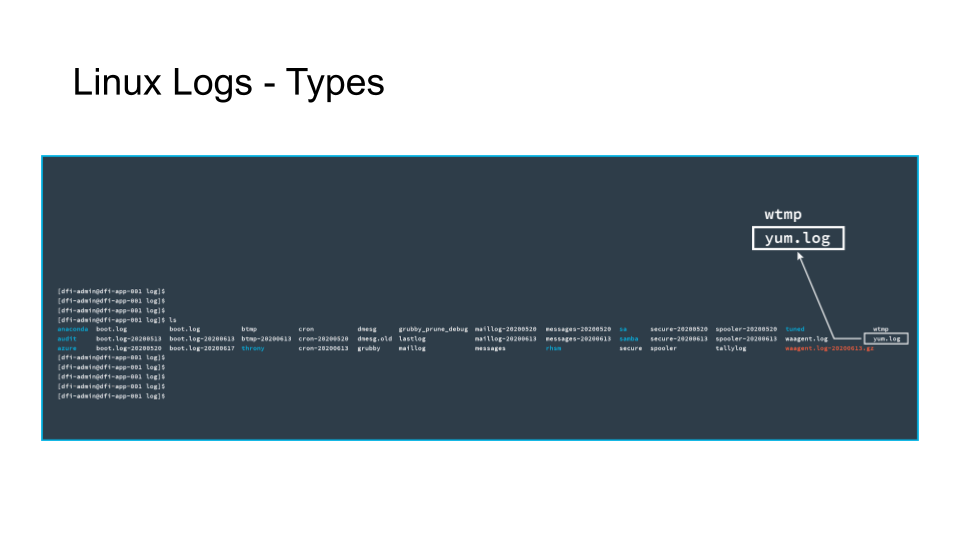 Linux Logs - Types
wtmp
yum.log
[dfi-admin@dfi-app-001 log]$
[dfi-admin@dfi-app-001 log]$
[dfi-admin@dfi-app-001 log]$
[dfi-admin@dfi-app-001 log]$ ls
anaconda boot.log boot.log btmp cron dmesg grubby_prune_debug maillog-20200520 messages-20200520 sa secure-20200520 spooler-20200520 tuned wtmp
audit boot.log-20200513 boot.log-20200613 btmp-20200613 cron-20200520 dmesg.old lastlog maillog-20200613 messages-20200613 samba secure-20200613 spooler-20200613 waagent.log yum.log
azure boot.log-20200520 boot.log-20200617 throny cron-20200613 grubby maillog messages rhsm secure spooler tallylog waagent.log-20200613.gz
[dfi-admin@dfi-app-001 log]$
[dfi-admin@dfi-app-001 log]$
[dfi-admin@dfi-app-001 log]$
[dfi-admin@dfi-app-001 log]$
[dfi-admin@dfi-app-001 log]$